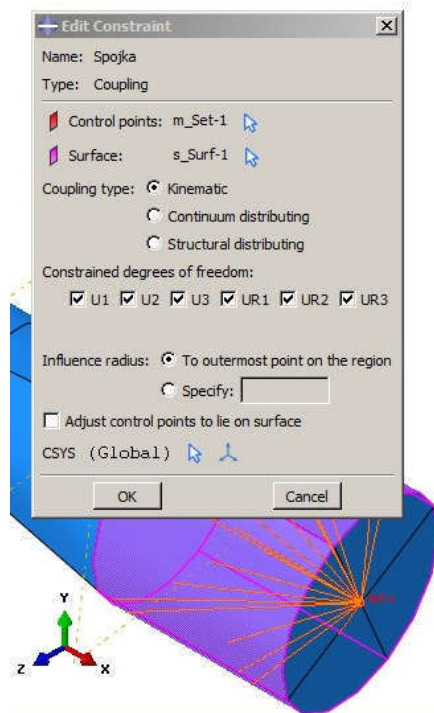 Edit Constraint
Name: Spojka
Type: Coupling
Control points: m_Set-1
Surface: s_Surf-1
Coupling type: Kinematic
Continuum distributing
Structural distributing
Constrained degrees of freedom:
U1 U2 U3 UR1 UR2 UR3
Influence radius: To outermost point on the region
Specify:
Adjust control points to lie on surface
CSYS (Global)
OK Cancel
Y
Z X